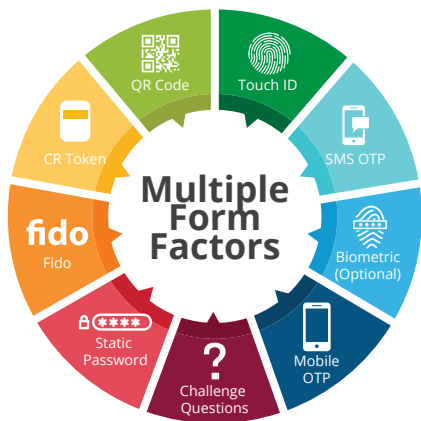 QR Code
Touch ID
SMS OTP
Biometric
(Optional)
Mobile
OTP
?
Challenge
Questions
****
Static
Password
fido
Fido
CR Token
Multiple
Form
Factors